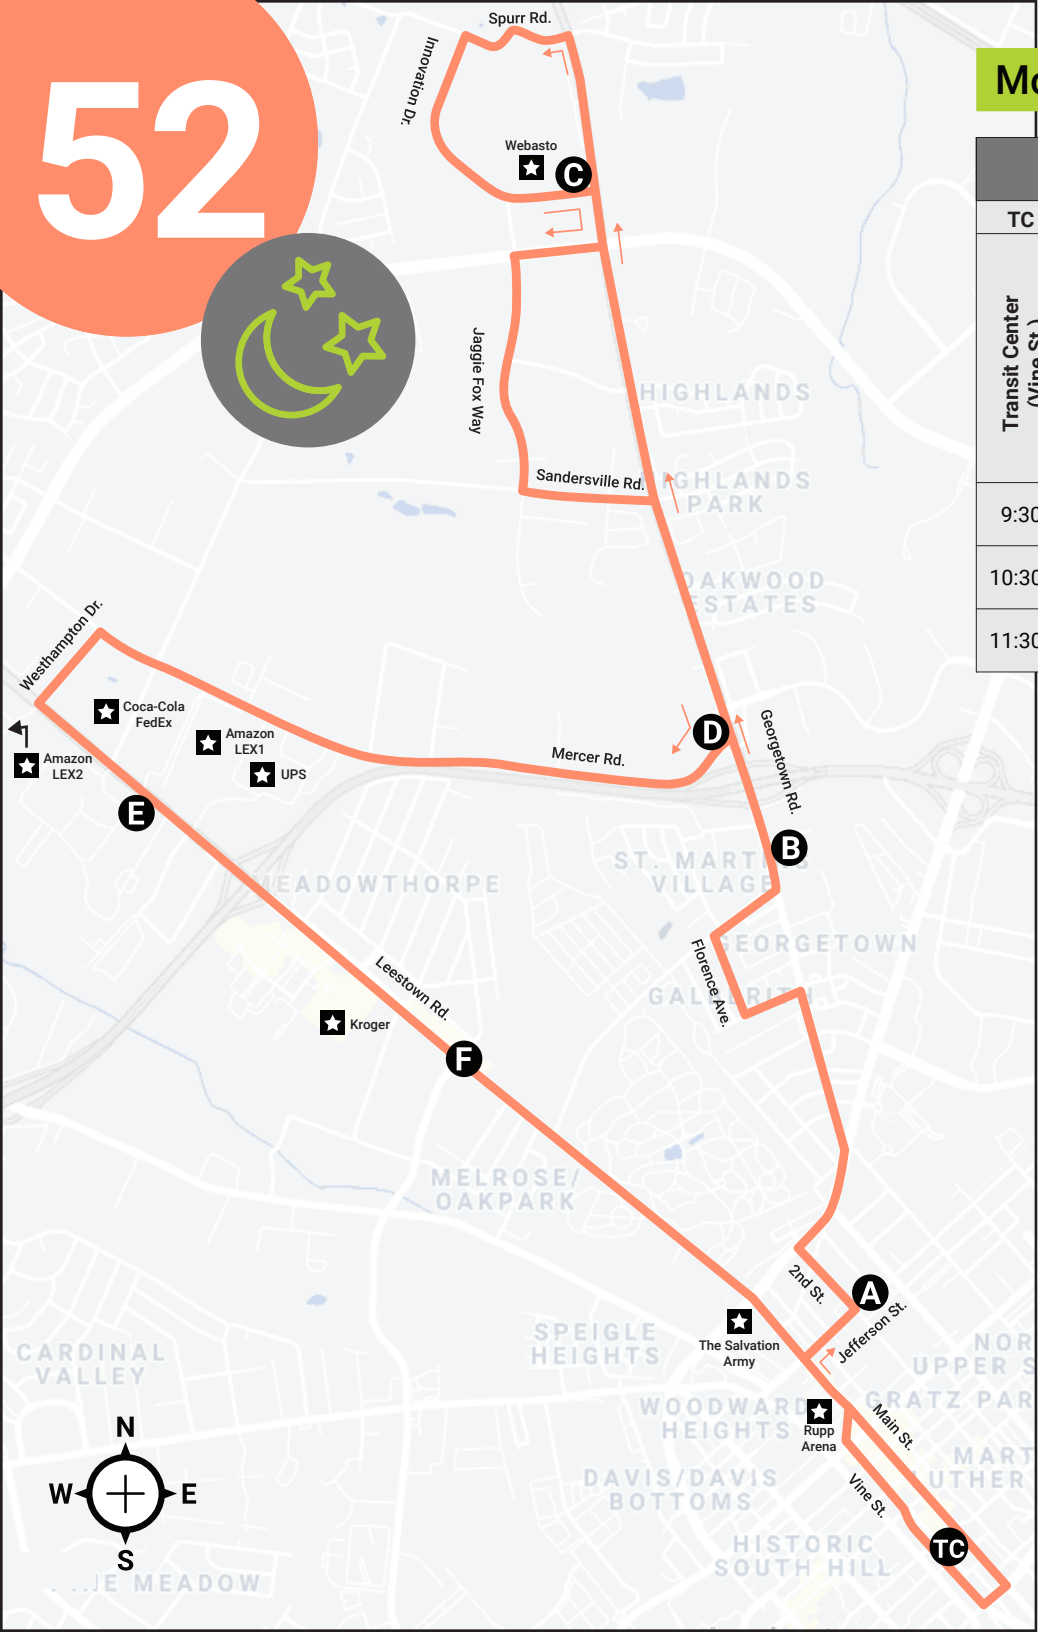 52
Spurr Rd.
Innovation Dr.
Webasto
C
Jaggie Fox Way
HIGHLANDS
Sandersville Rd.
HIGHLANDS
PARK
OAKWOOD
ESTATES
Westhampton Dr.
Coca-Cola
FedEx
Amazon
LEX1
Amazon
LEX2
UPS
Mercer Rd.
D
Georgetown Rd.
E
B
MEADOWTHORPE
VILLAGE
GEORGETOWN
Florence Ave.
Leestown Rd.
Kroger
F
MELROSE/
OAKPARK
2nd St.
A
Jefferson St.
The Salvation
Army
SPEIGLE
HEIGHTS
CARDINAL
VALLEY
NOR
UPPER S
GRATZ PAR
WOODWARD
HEIGHTS
Rupp
Arena
Main St.
MART
LUTHER
DAVIS/DAVIS
BOTTOMS
Vine St.
TC
HISTORIC
SOUTH HILL
N
W E
S
MEADOW
TC
Transit Center
9:30
10:30
11:30